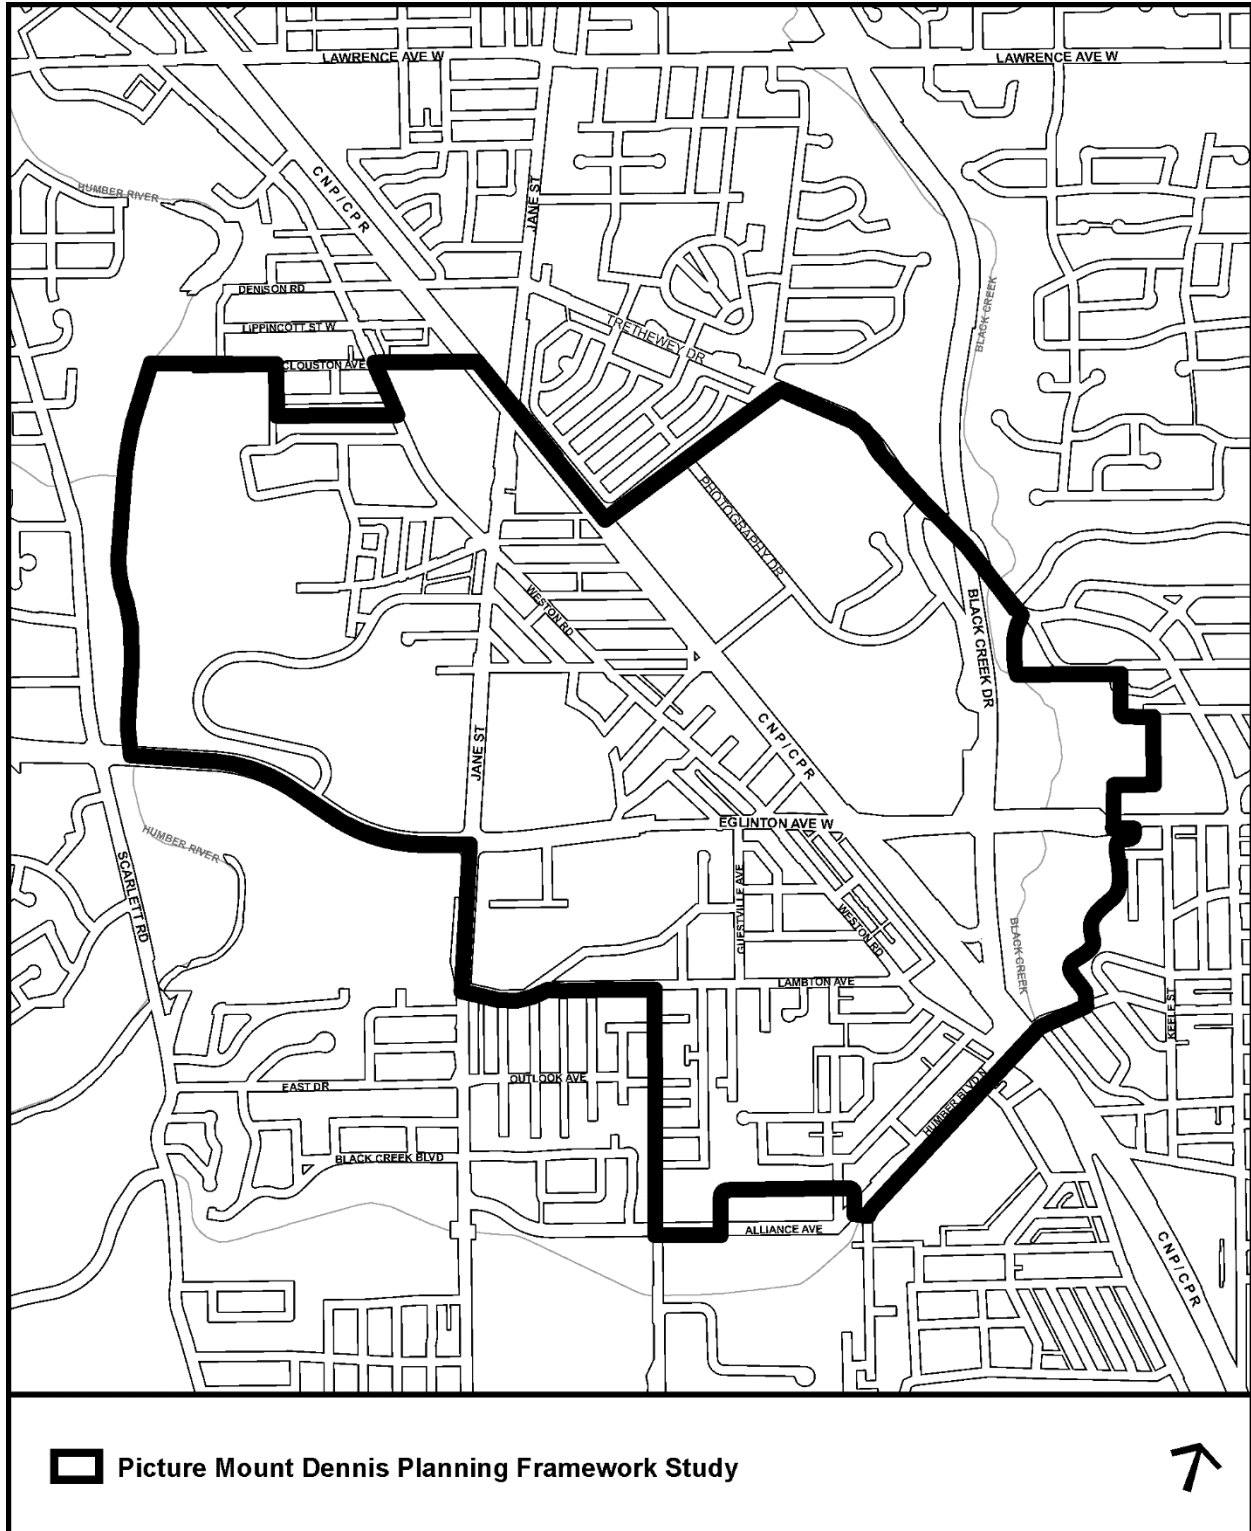 LAWRENCE AVE W
LAWRENCE AVE W
CNP/CPR
HUMBER RIVER
JANE ST
DENISON RD
BLACK CREEK
LIPPINCOTT ST W
TRETHEWEY DR
CLOUSTON AVE
PHOTOGRAPHY DR
WESTON RD
BLACK CREEK DR
JANE ST
CNP/CPR
EGLINTON AVE W
HUMBER RIVER
SCARLETT RD
GUESTVILLE AVE
WESTON RD
BLACK CREEK
LAMBTON AVE
KEELE ST
OUTLOOK AVE
EAST DR
HUMBER BLVD N
BLACK CREEK BLVD
ALLIANCE AVE
CNP/CPR
Picture Mount Dennis Planning Framework Study